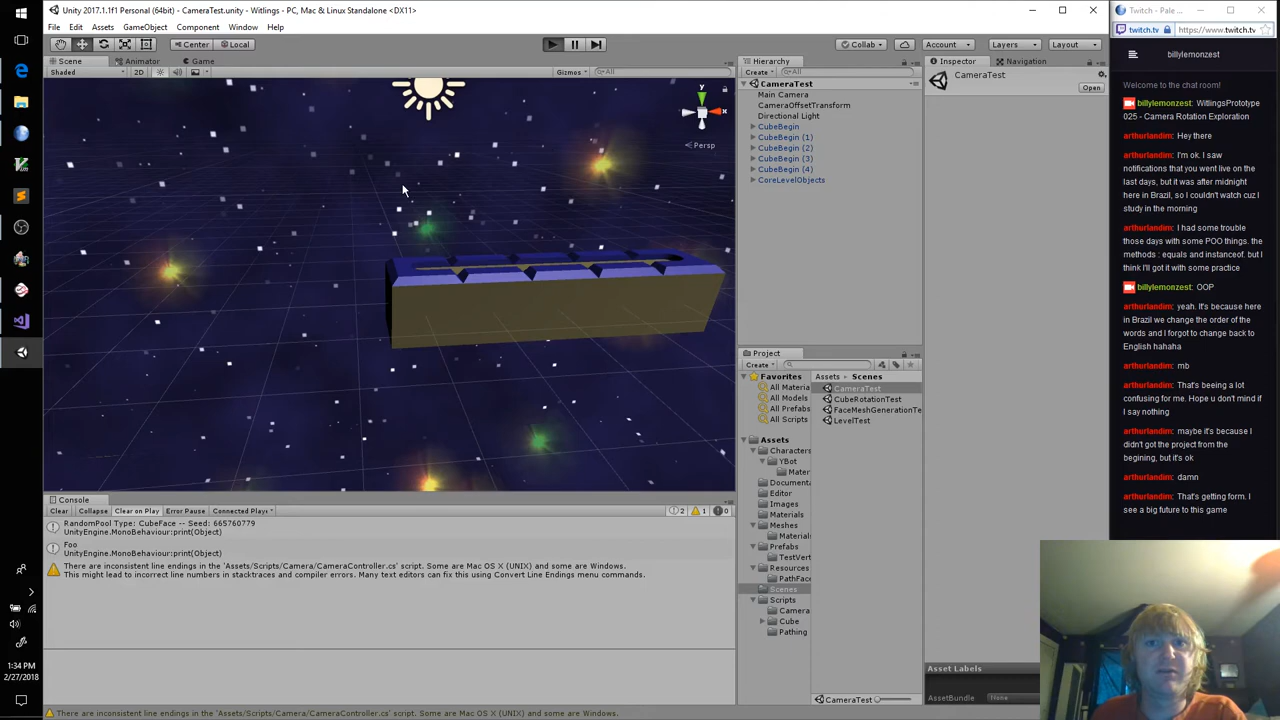 Unity 2017.1.1f1 Personal (64bit) - CameraTest.unity - Witlings - PC, Mac & Linux Standalone <DX11>
File Edit Assets GameObject Component Window Help
Center Local
Collab Account Layers Layout
Scene Animator Game
Shaded 2D Gizmos All
y
x
Persp
Hierarchy
Create All
CameraTest
Main Camera
CameraOffsetTransform
Directional Light
CubeBegin
CubeBegin (1)
CubeBegin (2)
CubeBegin (3)
CubeBegin (4)
CoreLevelObjects
Inspector Navigation
CameraTest
Open
Project
Create
Favorites
All Materia
All Models
All Prefabs
All Scripts
Assets
Characters
YBot
Mater
Documenta
Editor
Images
Materials
Meshes
Materials
Prefabs
TestVert
Resources
PathFace
Scenes
Scripts
Camera
Cube
Pathing
Assets Scenes
CameraTest
CubeRotationTest
FaceMeshGenerationTe
LevelTest
CameraTest
Asset Labels
AssetBundle None
Console
Clear Collapse Clear on Play Error Pause Connected Playe
2 1 0
RandomPool Type: CubeFace -- Seed: 665760779
UnityEngine.MonoBehaviour:print(Object)
Foo
UnityEngine.MonoBehaviour:print(Object)
There are inconsistent line endings in the 'Assets/Scripts/Camera/CameraController.cs' script. Some are Mac OS X (UNIX) and some are Windows.
This might lead to incorrect line numbers in stacktraces and compiler errors. Many text editors can fix this using Convert Line Endings menu commands.
There are inconsistent line endings in the 'Assets/Scripts/Camera/CameraController.cs' script. Some are Mac OS X (UNIX) and some are Windows.
1:34 PM
2/27/2018
Twitch - Pale
twitch.tv https://www.twitch.tv
billylemonzest
Welcome to the chat room!
billylemonzest: WitlingsPrototype
025 - Camera Rotation Exploration
arthurlandim: Hey there
arthurlandim: I'm ok. I saw
notifications that you went live on the
last days, but it was after midnight
here in Brazil, so I couldn't watch cuz I
study in the morning
arthurlandim: I had some trouble
those days with some POO things. the
methods : equals and instanceof. but I
think I'll got it with some practice
billylemonzest: OOP
arthurlandim: yeah. It's because here
in Brazil we change the order of the
words and I forgot to change back to
English hahaha
arthurlandim: mb
arthurlandim: That's beeing a lot
confusing for me. Hope u don't mind if
I say nothing
arthurlandim: maybe it's because I
didn't got the project from the
begining, but it's ok
arthurlandim: damn
arthurlandim: That's getting form. I
see a big future to this game